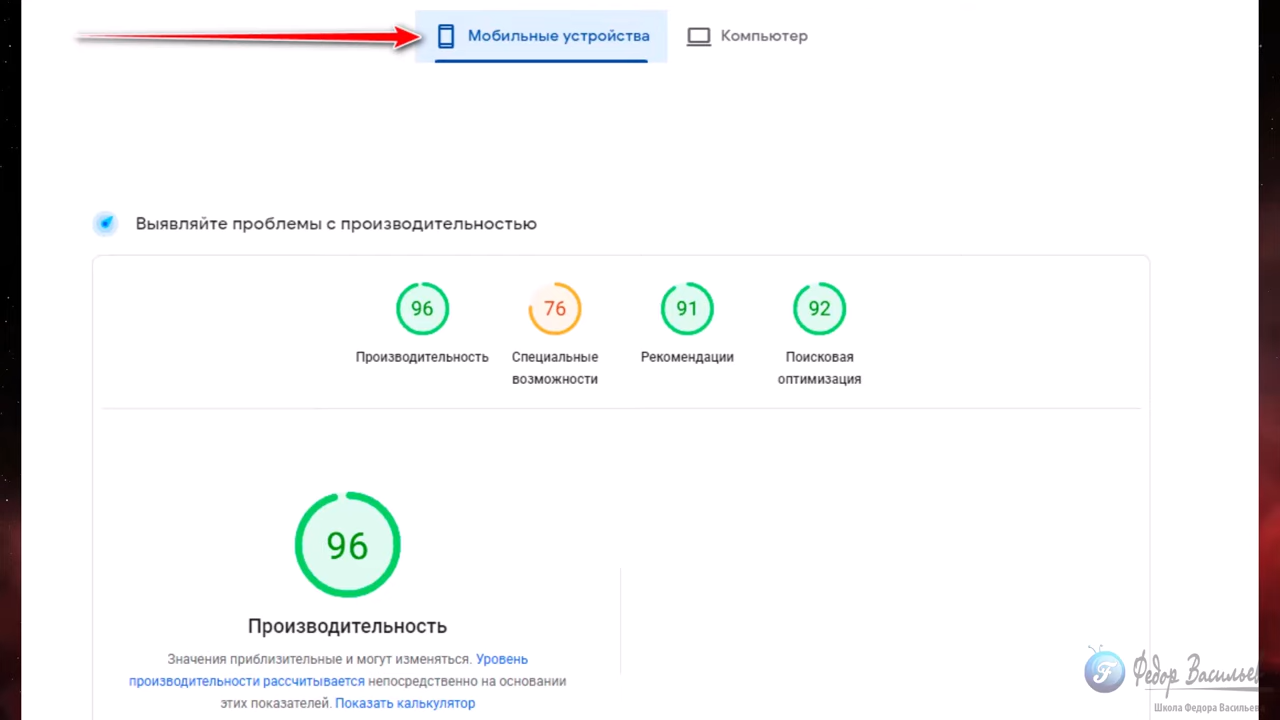 Мобильные устройства
Компьютер
Выявляйте проблемы с производительностью
96
76
91
92
Производительность
Специальные возможности
Рекомендации
Поисковая оптимизация
96
Производительность
Значения приблизительные и могут изменяться. Уровень
производительности рассчитывается непосредственно на основании
этих показателей. Показать калькулятор
Федор Васильев
Школа Федора Васильева